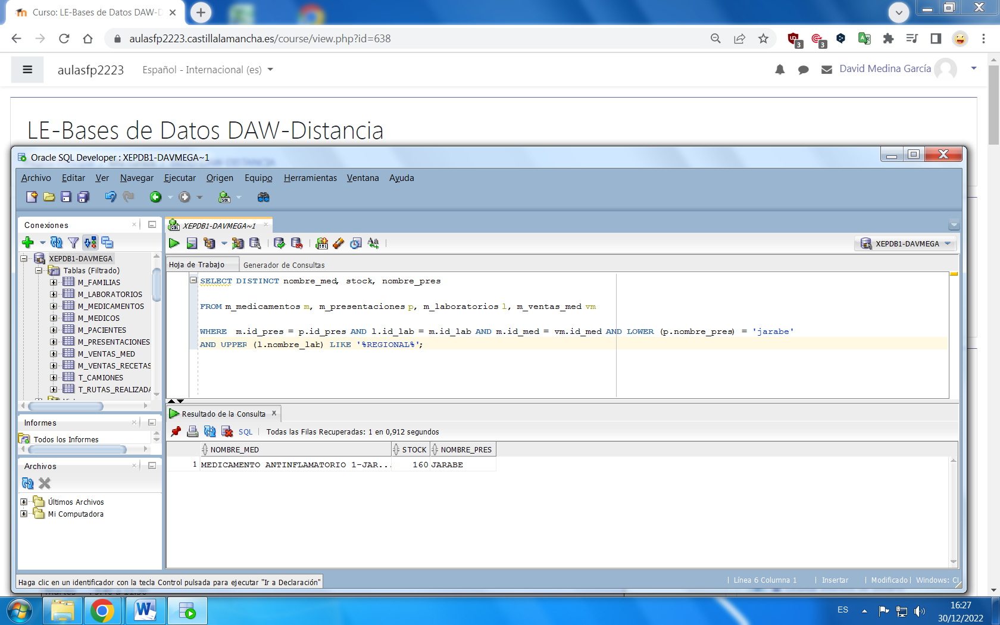 Curso: LE-Bases de Datos DAW-D
aulasfp2223.castillalamancha.es/course/view.php?id=638
3
3
aulasfp2223
Español - Internacional (es)
David Medina García
LE-Bases de Datos DAW-Distancia
Oracle SQL Developer : XEPDB1-DAVMEGA~1
Archivo Editar Ver Navegar Ejecutar Origen Equipo Herramientas Ventana Ayuda
Conexiones
XEPDB1-DAVMEGA~1
XEPDB1-DAVMEGA
XEPDB1-DAVMEGA
Tablas (Filtrado)
M_FAMILIAS
M_LABORATORIOS
M_MEDICAMENTOS
M_MEDICOS
M_PACIENTES
M_PRESENTACIONES
M_VENTAS_MED
M_VENTAS_RECETAS
T_CAMIONES
T_RUTAS_REALIZADA
Hoja de Trabajo Generador de Consultas
SELECT DISTINCT nombre_med, stock, nombre_pres
FROM m_medicamentos m, m_presentaciones p, m_laboratorios l, m_ventas_med vm
WHERE m.id_pres = p.id_pres AND l.id_lab = m.id_lab AND m.id_med = vm.id_med AND LOWER (p.nombre_pres) = 'jarabe'
AND UPPER (l.nombre_lab) LIKE '%REGIONAL%';
Resultado de la Consulta
SQL Todas las Filas Recuperadas: 1 en 0,912 segundos
NOMBRE_MED STOCK NOMBRE_PRES
1 MEDICAMENTO ANTINFLAMATORIO 1-JAR... 160 JARABE
Informes
Todos los Informes
Archivos
Últimos Archivos
Mi Computadora
Haga clic en un identificador con la tecla Control pulsada para ejecutar "Ir a Declaración"
Línea 6 Columna 1 Insertar Modificado Windows: C
ES
16:27
30/12/2022